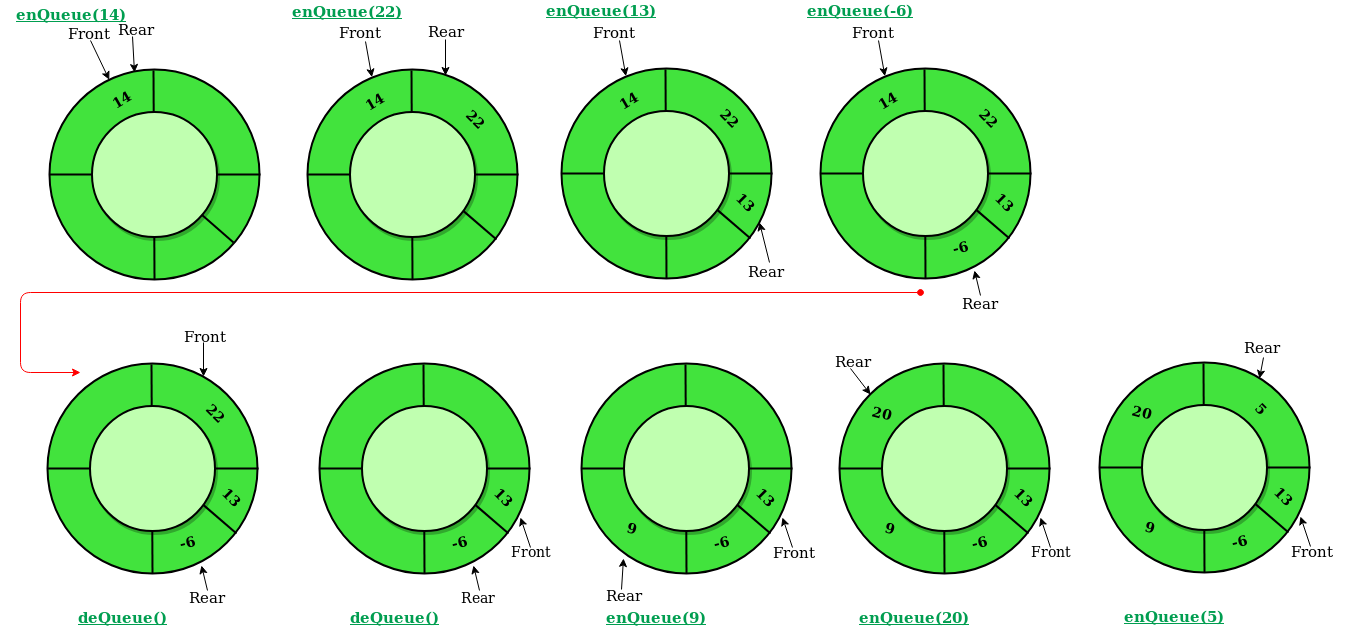 enQueue(14)
Front Rear
14
enQueue(22)
Front Rear
14 22
enQueue(13)
Front
14 22
13
Rear
enQueue(-6)
Front
14 22
13
-6
Rear
Front
22
13
-6
Rear
deQueue()
13
-6
Front
Rear
deQueue()
13
9 -6
Front
Rear
enQueue(9)
Rear
20
13
9 -6
Front
enQueue(20)
Rear
20 5
13
9 -6
Front
enQueue(5)